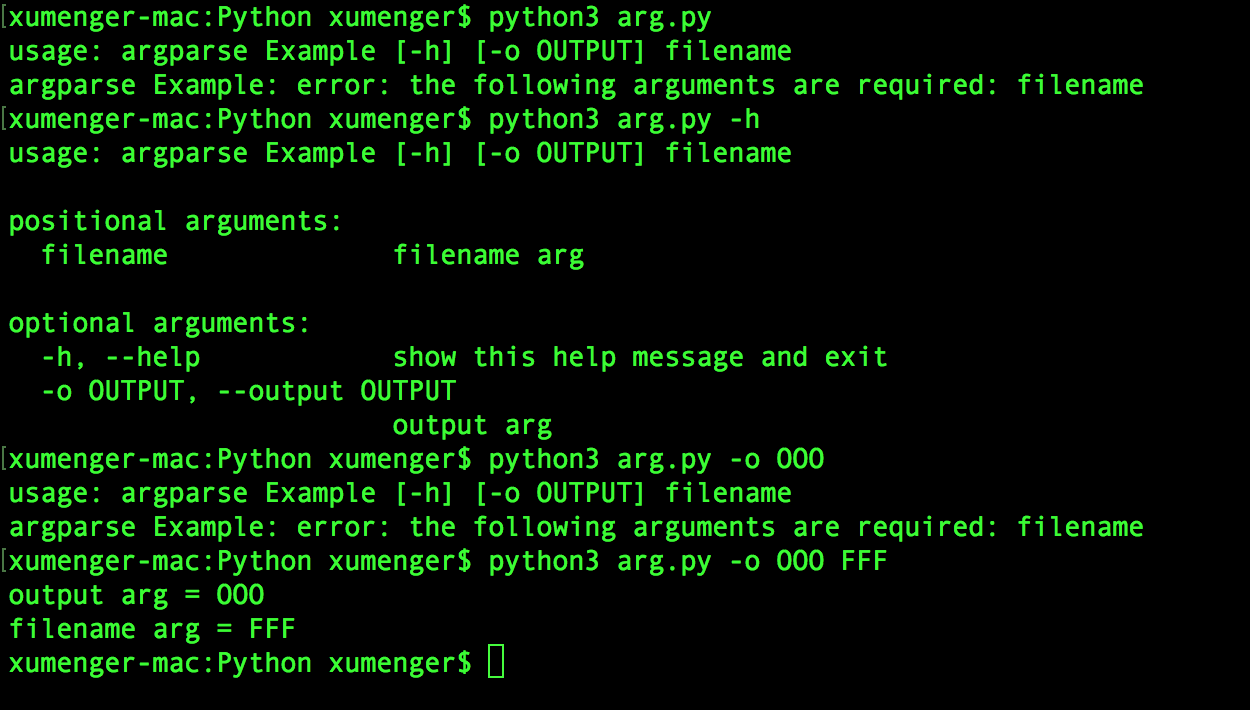 [xumenger-mac:Python xumenger$ python3 arg.py
usage: argparse Example [-h] [-o OUTPUT] filename
argparse Example: error: the following arguments are required: filename
[xumenger-mac:Python xumenger$ python3 arg.py -h
usage: argparse Example [-h] [-o OUTPUT] filename

positional arguments:
  filename              filename arg

optional arguments:
  -h, --help            show this help message and exit
  -o OUTPUT, --output OUTPUT
                        output arg
[xumenger-mac:Python xumenger$ python3 arg.py -o OOO
usage: argparse Example [-h] [-o OUTPUT] filename
argparse Example: error: the following arguments are required: filename
[xumenger-mac:Python xumenger$ python3 arg.py -o OOO FFF
output arg = OOO
filename arg = FFF
xumenger-mac:Python xumenger$